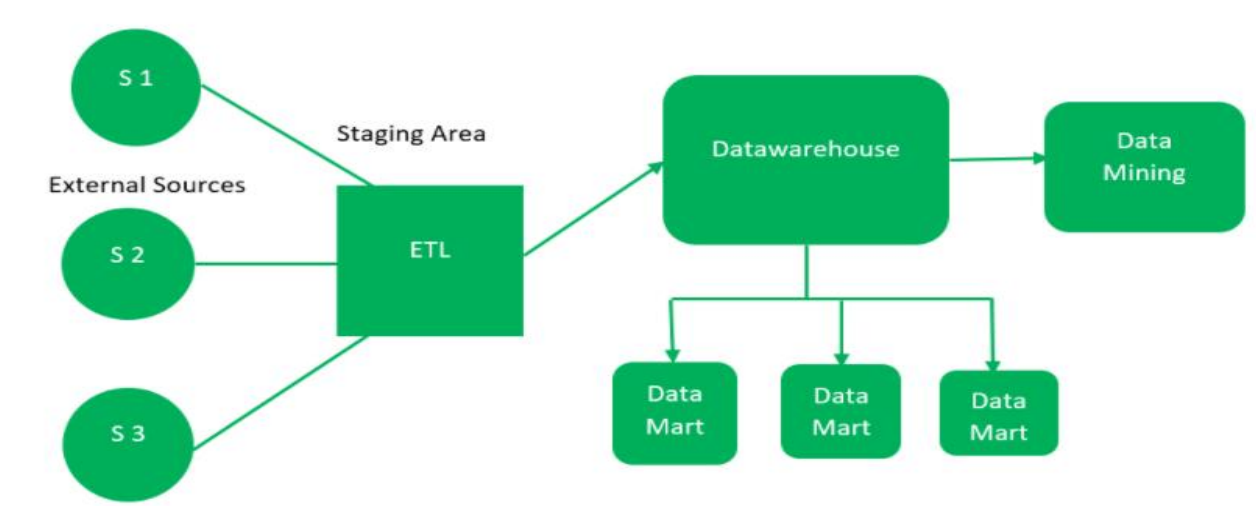 S 1
Staging Area
External Sources
S 2
ETL
S 3
Datawarehouse
Data
Mining
Data
Mart
Data
Mart
Data
Mart